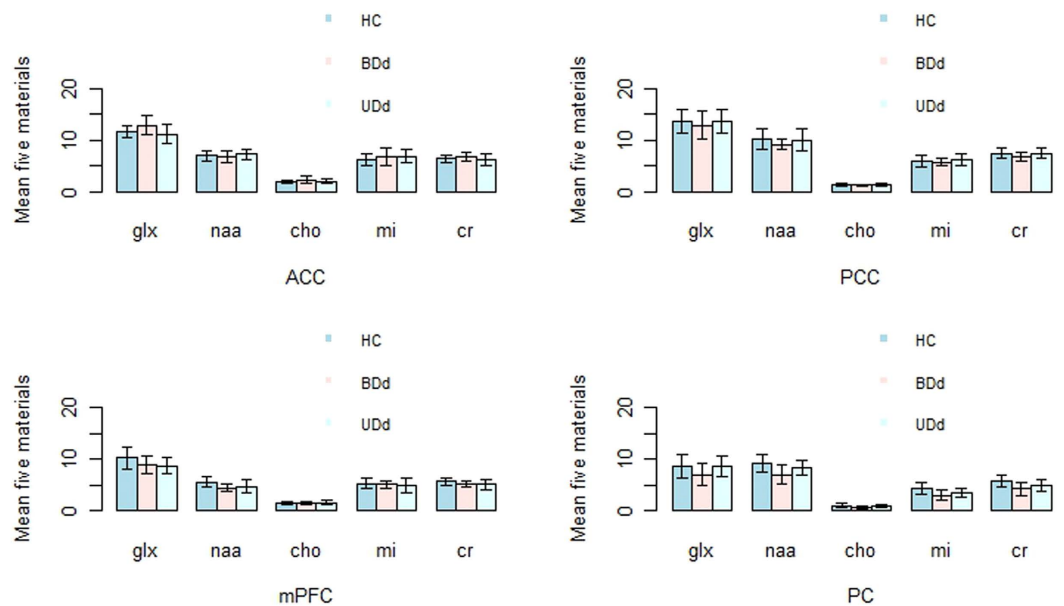 HC
BDd
UDd
Mean five materials
20
10
0
glx naa cho mi cr
ACC
HC
BDd
UDd
Mean five materials
20
10
0
glx naa cho mi cr
PCC
HC
BDd
UDd
Mean five materials
20
10
0
glx naa cho mi cr
mPFC
HC
BDd
UDd
Mean five materials
20
10
0
glx naa cho mi cr
PC